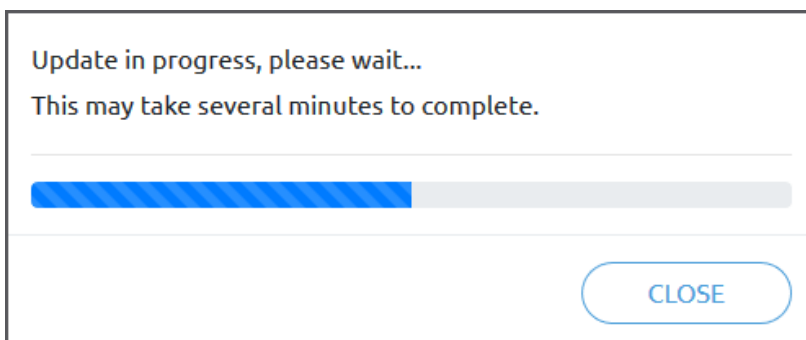 Update in progress, please wait...
This may take several minutes to complete.
CLOSE